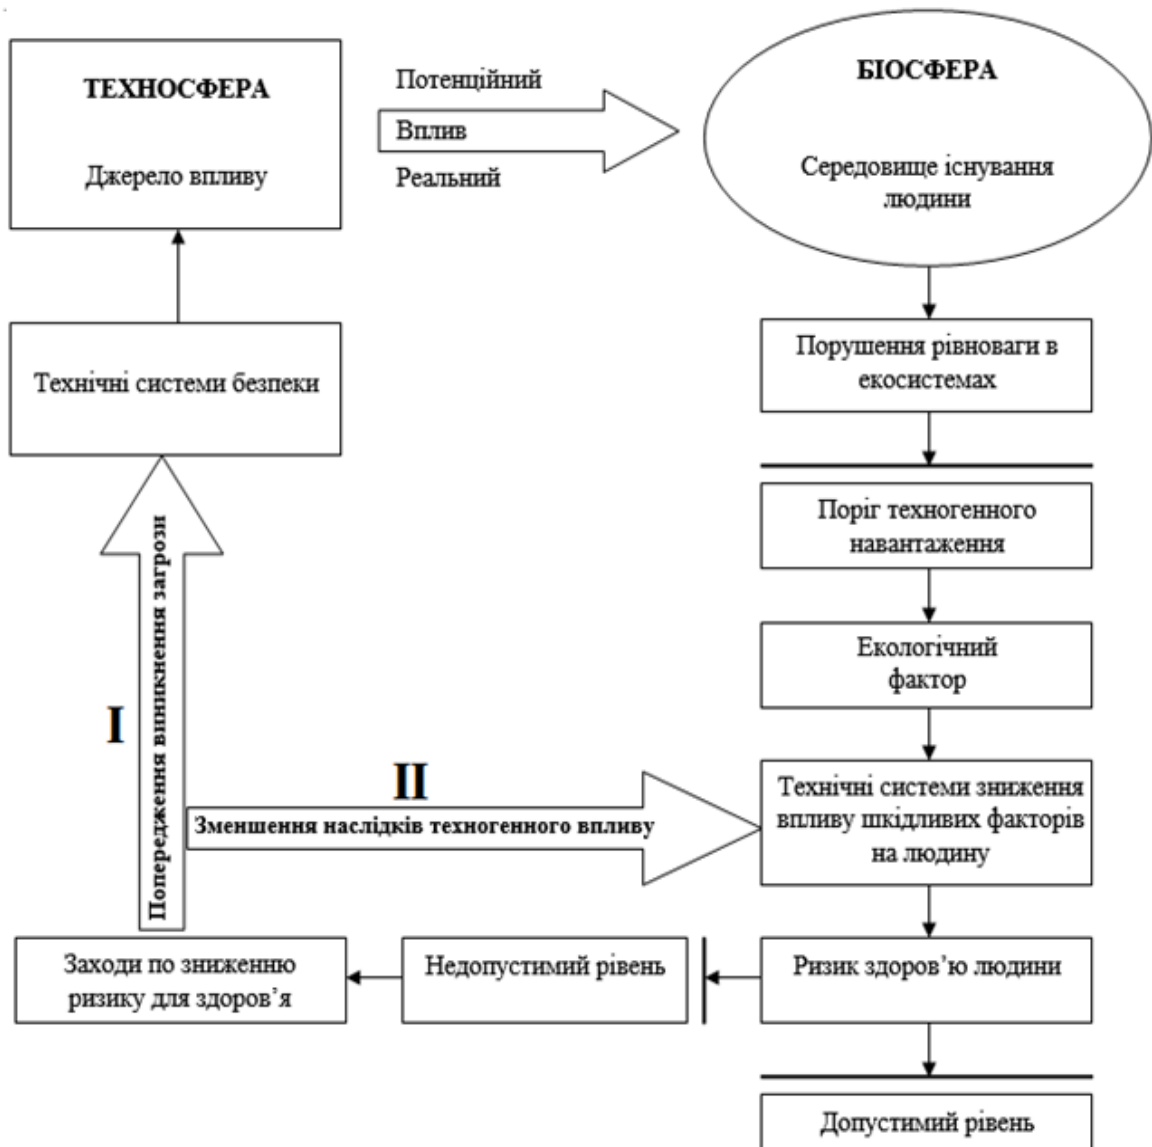 ТЕХНОСФЕРА
Джерело впливу
Потенційний
Вплив
Реальний
БІОСФЕРА
Середовище існування
людини
Технічні системи безпеки
Порушення рівноваги в
екосистемах
Поріг техногенного
навантаження
Екологічний
фактор
I
Попередження виникнення загрози
II
Зменшення наслідків техногенного впливу
Технічні системи зниження
впливу шкідливих факторів
на людину
Заходи по зниженню
ризику для здоров’я
Недопустимий рівень
Ризик здоров’ю людини
Допустимий рівень